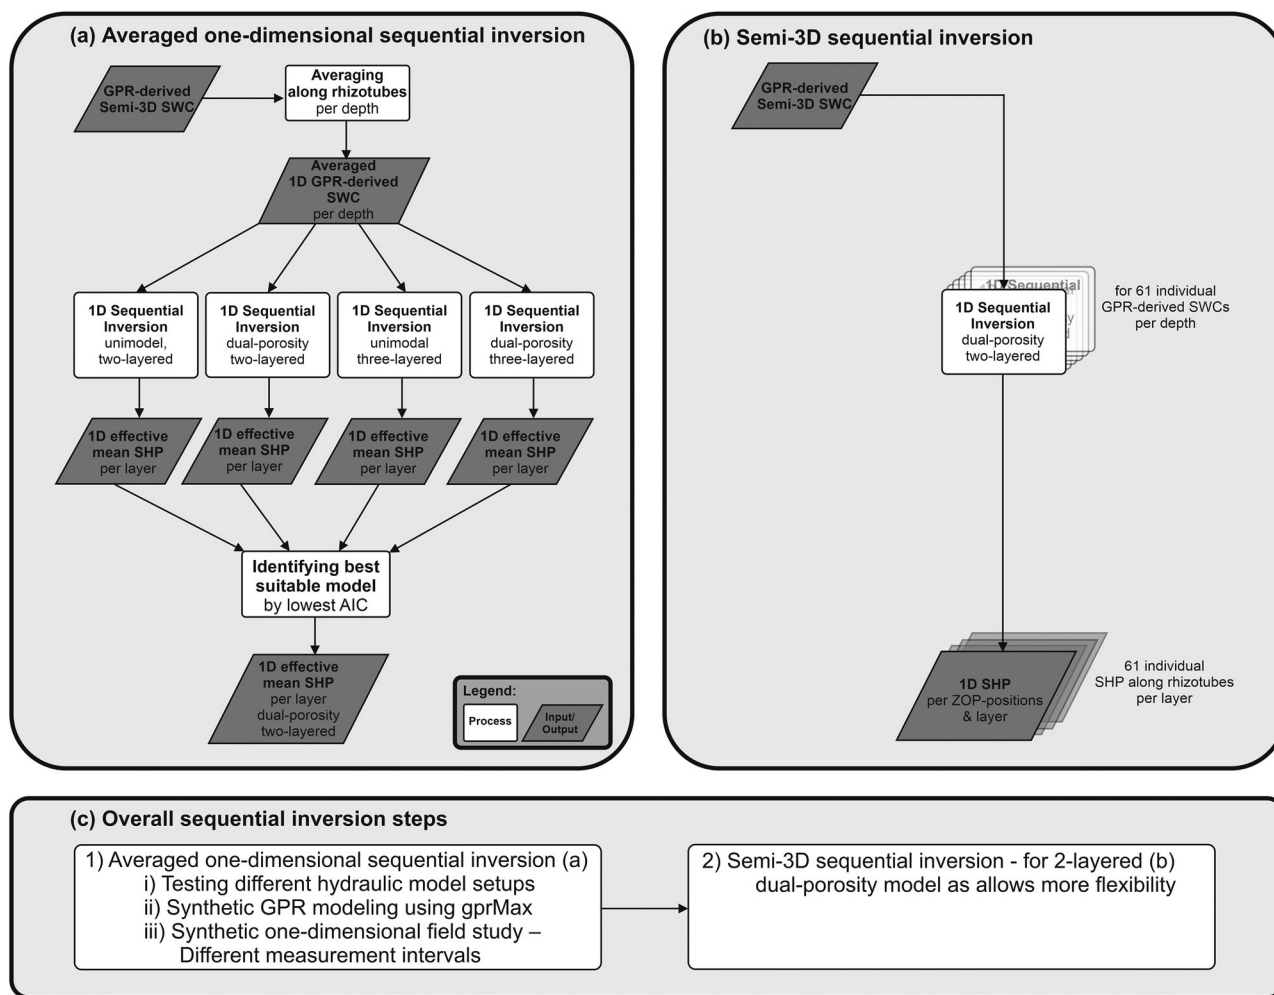 (a) Averaged one-dimensional sequential inversion
GPR-derived
Semi-3D SWC
Averaging
along rhizotubes
per depth
Averaged
1D GPR-derived
SWC
per depth
1D Sequential
Inversion
unimodel,
two-layered
1D Sequential
Inversion
dual-porosity
two-layered
1D Sequential
Inversion
unimodal
three-layered
1D Sequential
Inversion
dual-porosity
three-layered
1D effective
mean SHP
per layer
1D effective
mean SHP
per layer
1D effective
mean SHP
per layer
1D effective
mean SHP
per layer
Identifying best
suitable model
by lowest AIC
1D effective
mean SHP
per layer
dual-porosity
two-layered
Legend:
Process
Input/
Output
(b) Semi-3D sequential inversion
GPR-derived
Semi-3D SWC
1D Sequential
1D Sequential
Inversion
dual-porosity
two-layered
for 61 individual
GPR-derived SWCs
per depth
1D SHP
per ZOP-positions
& layer
61 individual
SHP along rhizotubes
per layer
(c) Overall sequential inversion steps
1) Averaged one-dimensional sequential inversion (a)
i) Testing different hydraulic model setups
ii) Synthetic GPR modeling using gprMax
iii) Synthetic one-dimensional field study –
Different measurement intervals
2) Semi-3D sequential inversion - for 2-layered (b)
dual-porosity model as allows more flexibility